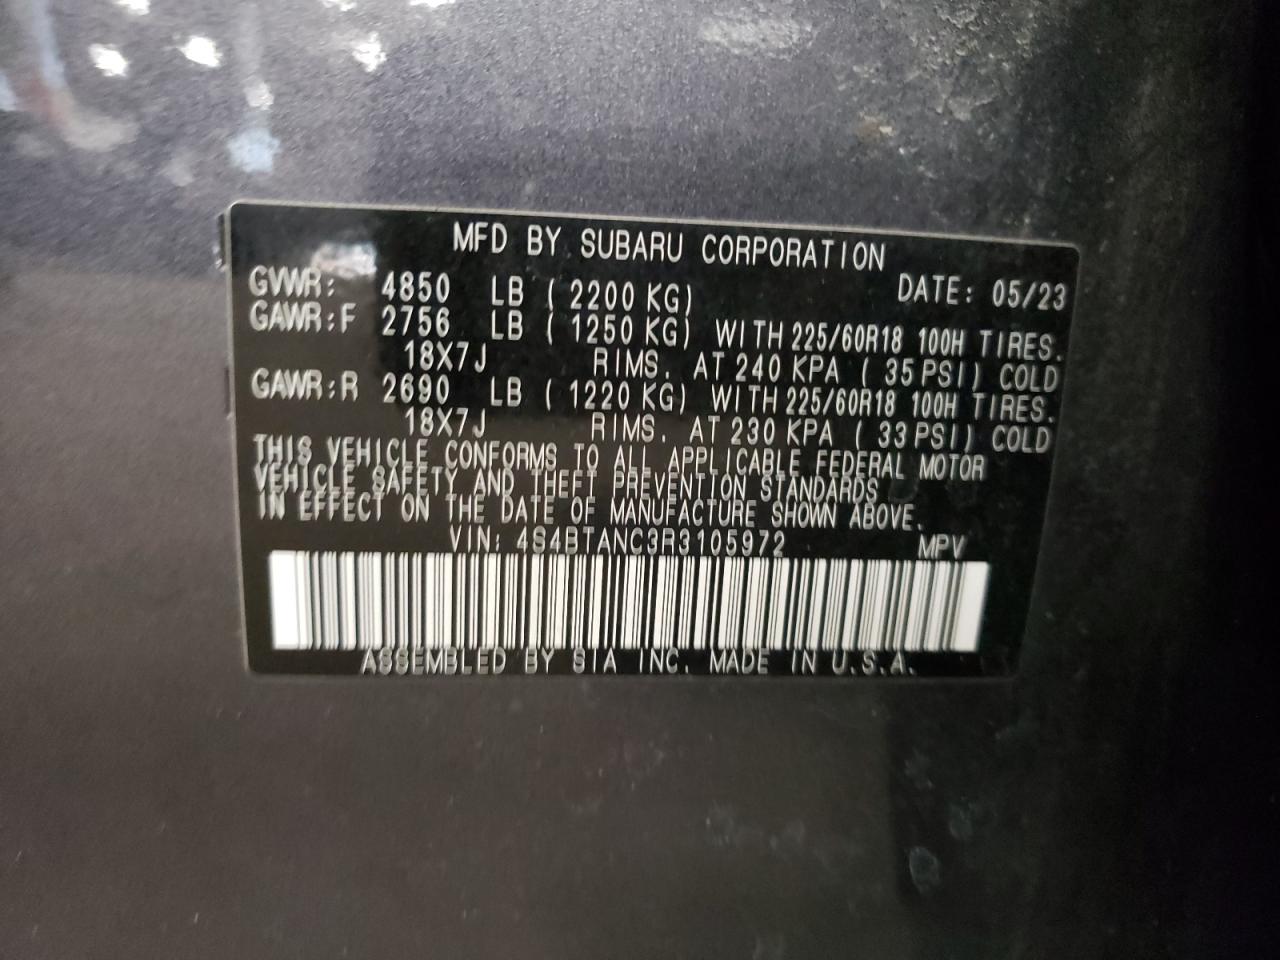 MFD BY SUBARU CORPORATION
GVWR: 4850 LB ( 2200 KG) DATE: 05/23
GAWR:F 2756 LB ( 1250 KG) WITH 225/60R18 100H TIRES.
18X7J RIMS. AT 240 KPA ( 35 PSI) COLD
GAWR:R 2690 LB ( 1220 KG) WITH 225/60R18 100H TIRES.
18X7J RIMS. AT 230 KPA ( 33 PSI) COLD
THIS VEHICLE CONFORMS TO ALL APPLICABLE FEDERAL MOTOR
VEHICLE SAFETY AND THEFT PREVENTION STANDARDS
IN EFFECT ON THE DATE OF MANUFACTURE SHOWN ABOVE.
VIN: 4S4BTANC3R3105972 MPV
ASSEMBLED BY SIA INC. MADE IN U.S.A.